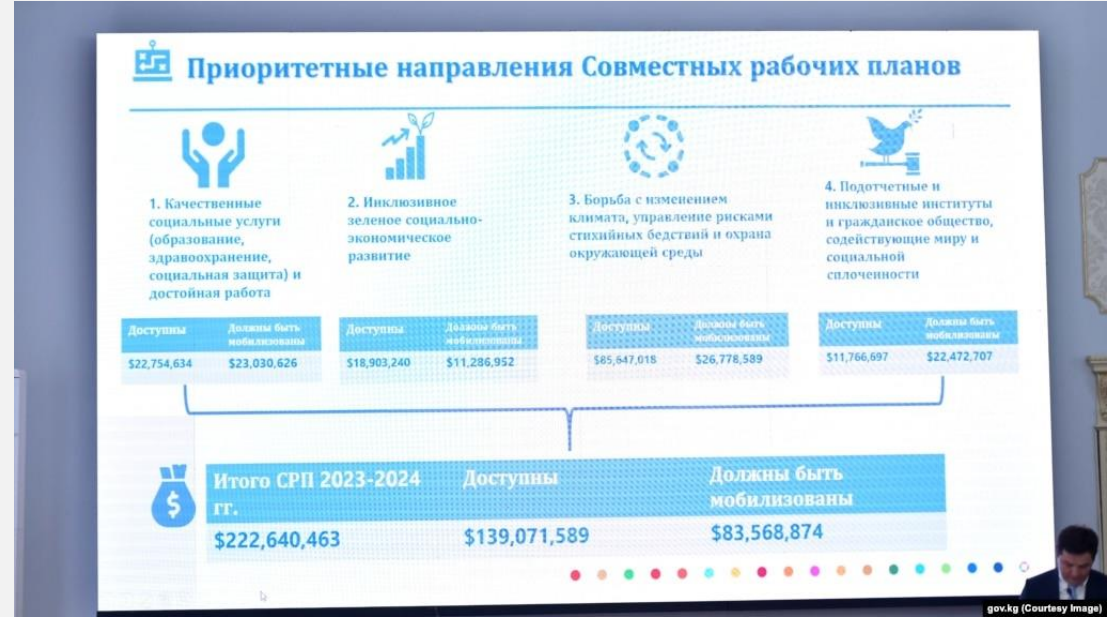 Приоритетные направления Совместных рабочих планов
1. Качественные
социальные услуги
(образование,
здравоохранение,
социальная защита) и
достойная работа
Доступны
Должны быть
мобилизованы
$22,754,634
$23,030,626
2. Инклюзивное
зеленое социально-
экономическое
развитие
Доступны
Должны быть
мобилизованы
$18,903,240
$11,286,952
3. Борьба с изменением
климата, управление рисками
стихийных бедствий и охрана
окружающей среды
Доступны
Должны быть
мобилизованы
$85,647,018
$26,778,589
4. Подотчетные и
инклюзивные институты
и гражданское общество,
содействующие миру и
социальной
сплоченности
Доступны
Должны быть
мобилизованы
$11,766,697
$22,472,707
$
Итого СРП 2023-2024
гг.
Доступны
Должны быть
мобилизованы
$222,640,463
$139,071,589
$83,568,874
gov.kg (Courtesy Image)